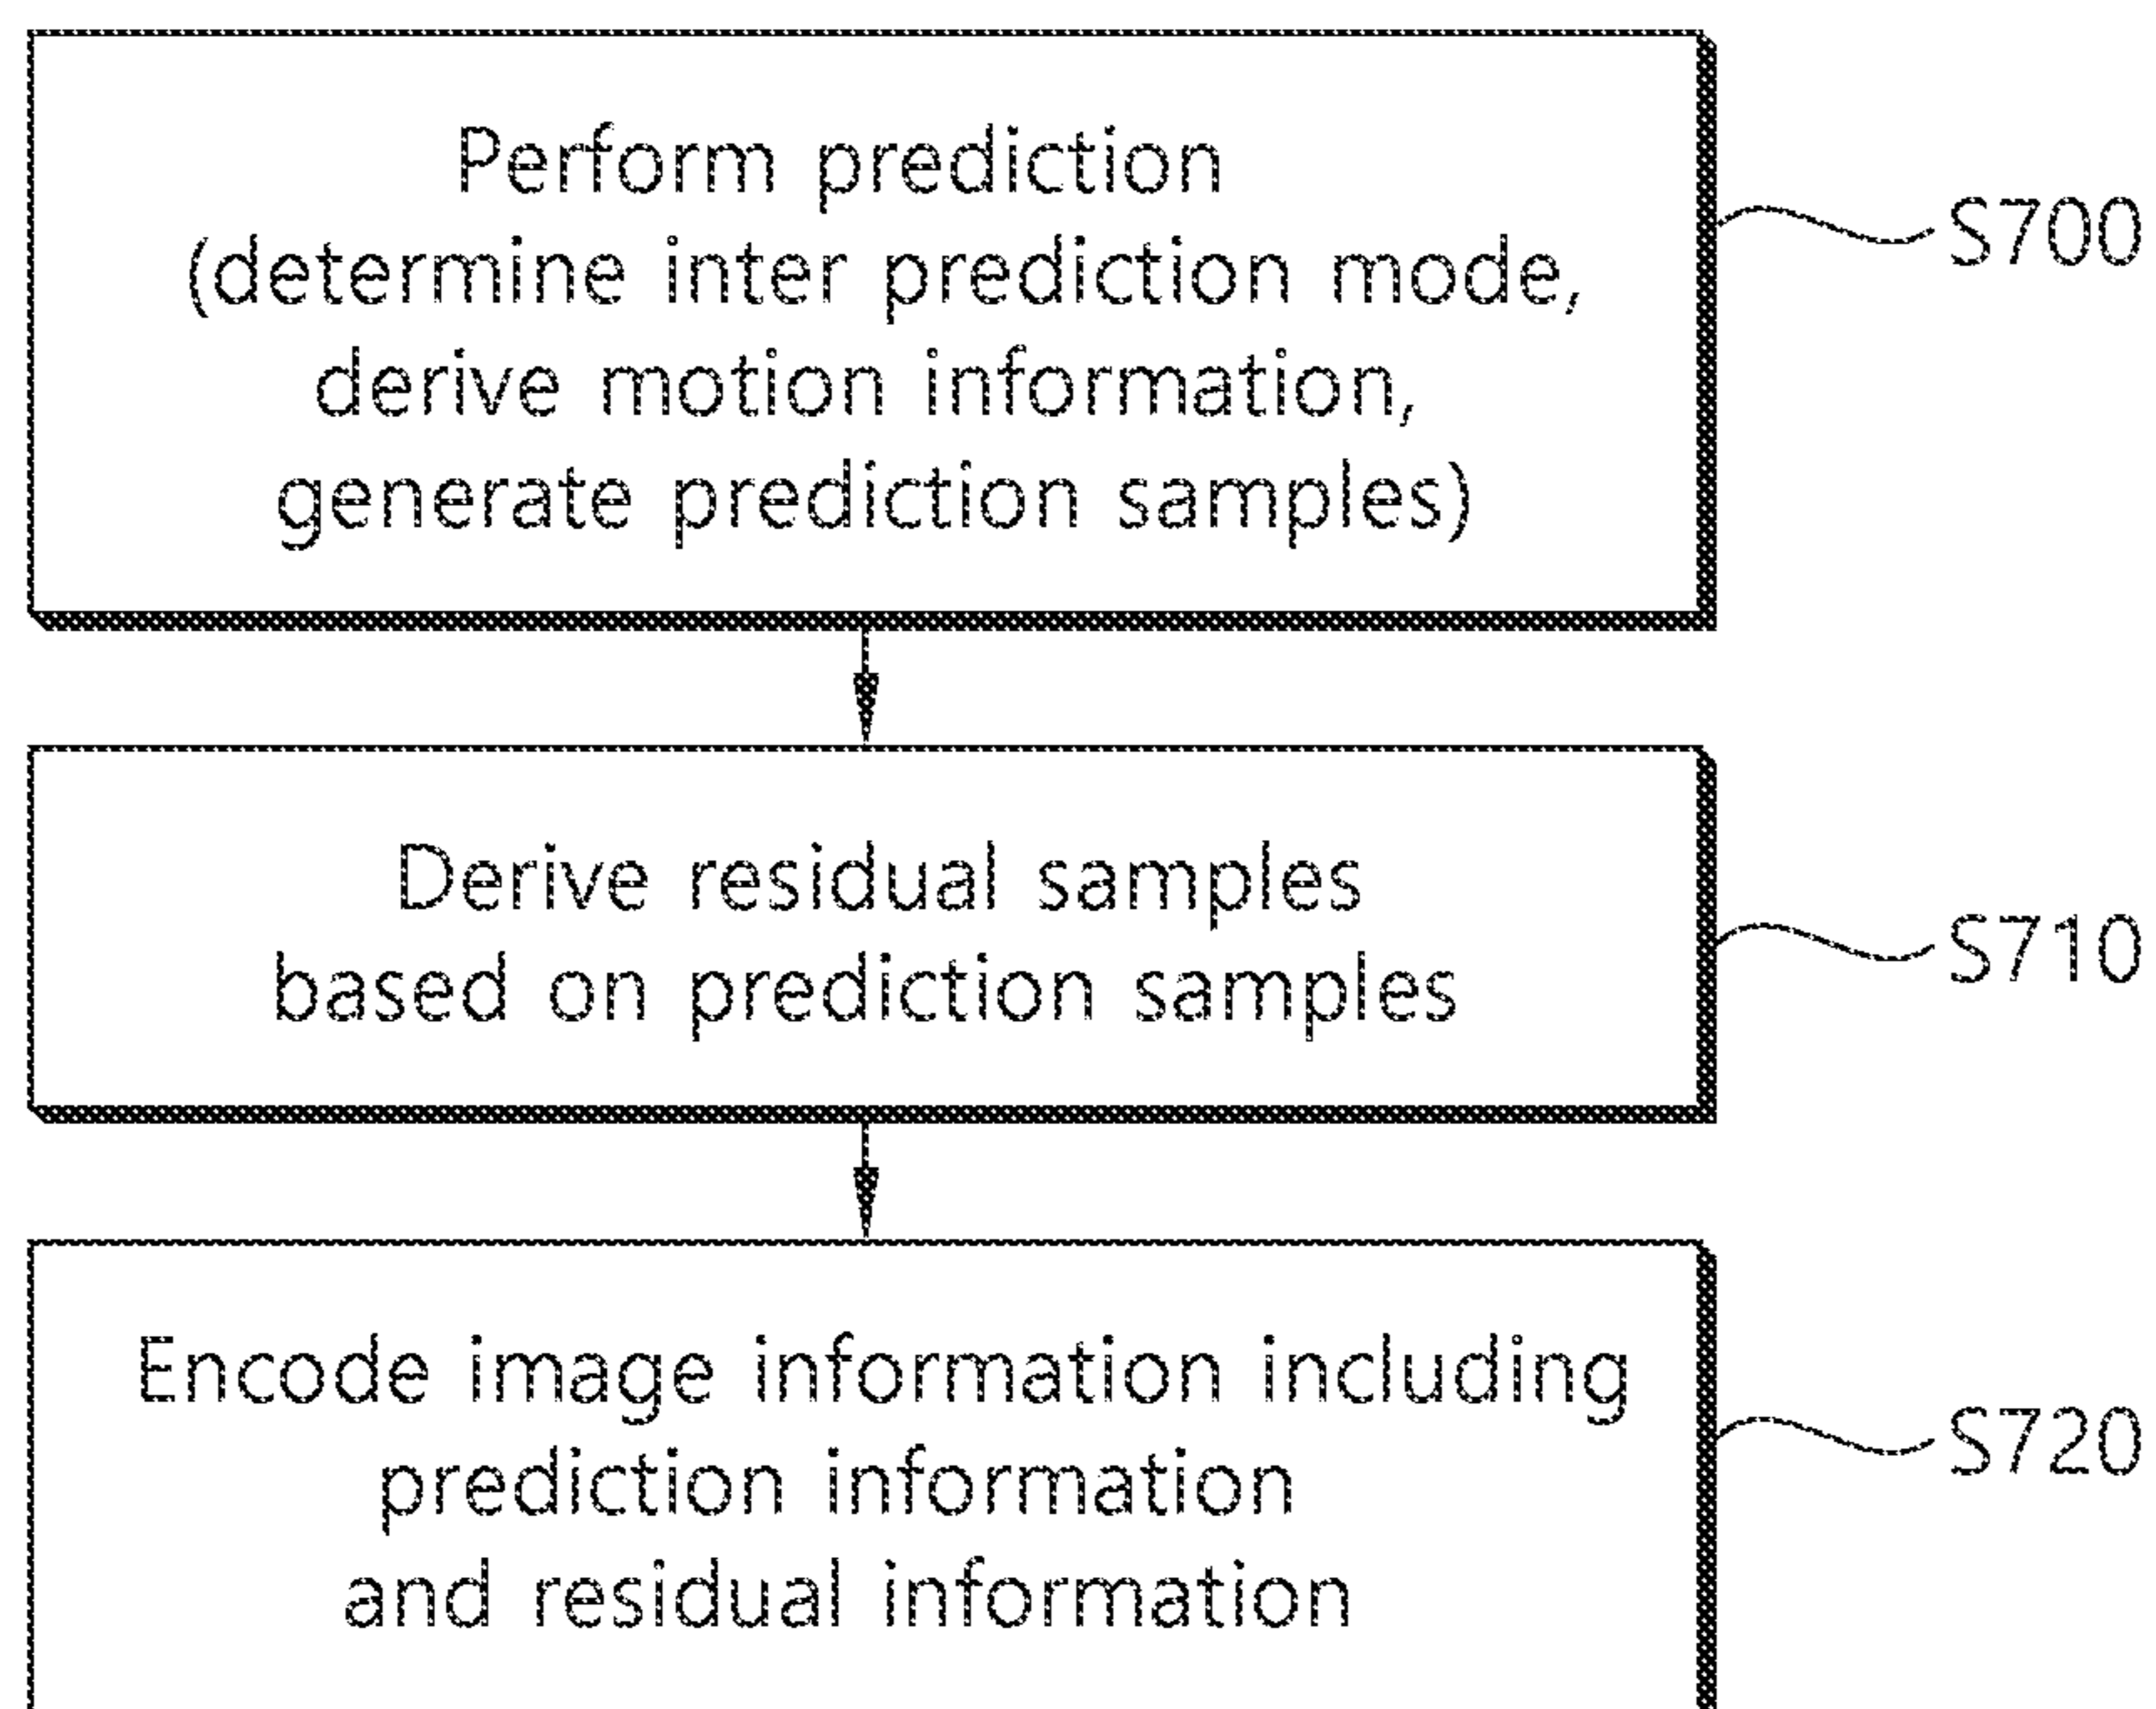 Perform prediction
(determine inter prediction mode,
derive motion information,
generate prediction samples)
S700
Derive residual samples
based on prediction samples
S710
Encode image information including
prediction information
and residual information
S720